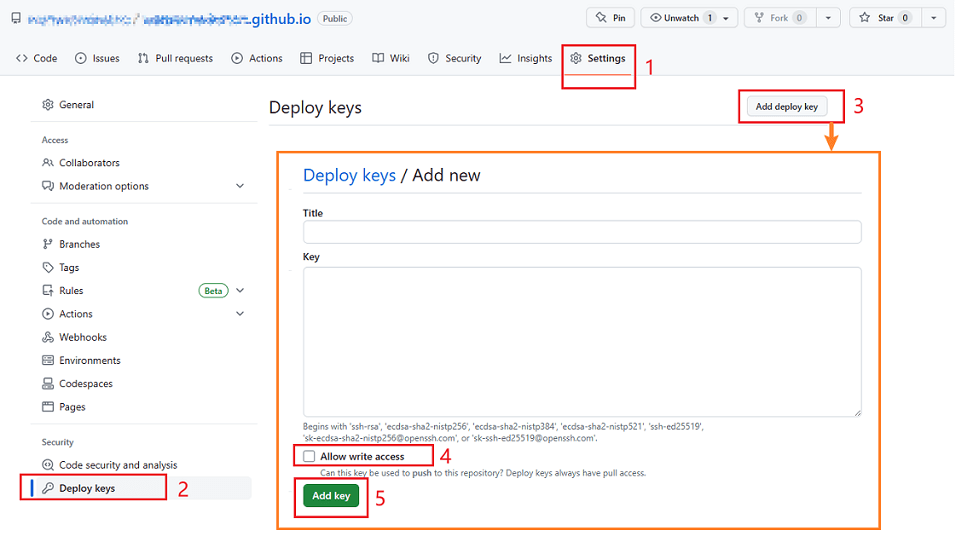 .github.io Public
Pin
Unwatch 1
Fork 0
Star 0
Code
Issues
Pull requests
Actions
Projects
Wiki
Security
Insights
Settings
1
General
Access
Collaborators
Moderation options
Code and automation
Branches
Tags
Rules Beta
Actions
Webhooks
Environments
Codespaces
Pages
Security
Code security and analysis
Deploy keys
2
Deploy keys
Add deploy key
3
Deploy keys / Add new
Title
Key
Begins with 'ssh-rsa', 'ecdsa-sha2-nistp256', 'ecdsa-sha2-nistp384', 'ecdsa-sha2-nistp521', 'ssh-ed25519',
'sk-ecdsa-sha2-nistp256@openssh.com', or 'sk-ssh-ed25519@openssh.com'.
Allow write access
4
Can this key be used to push to this repository? Deploy keys always have pull access.
Add key
5